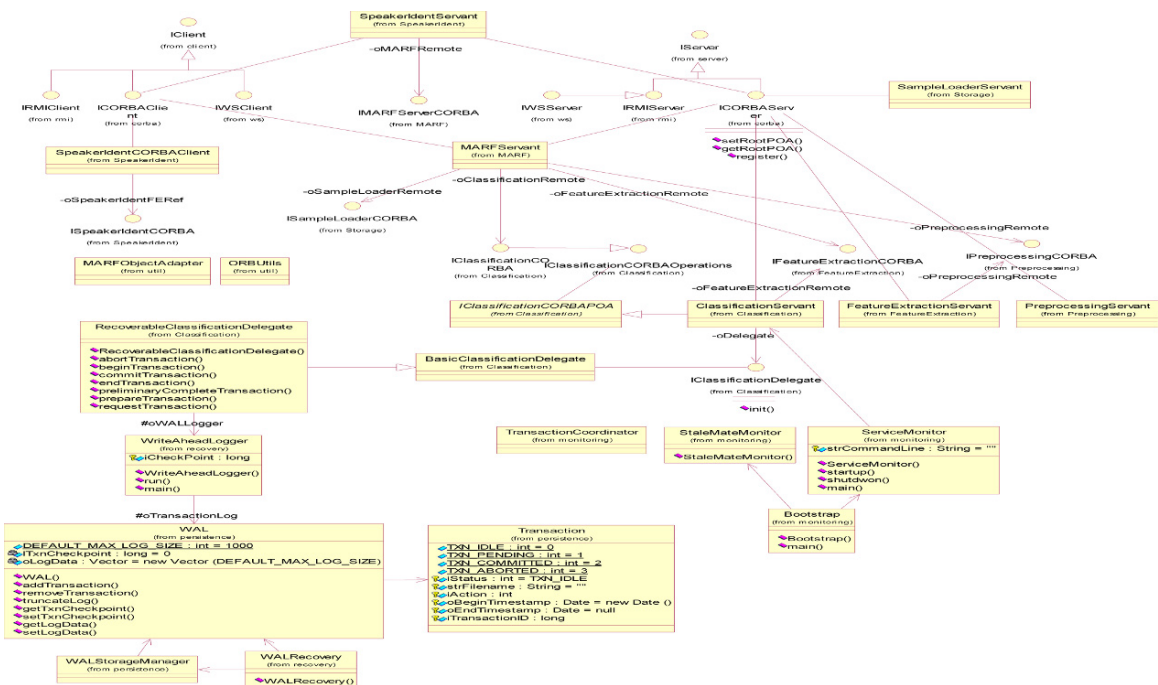 SpeakerIdentServant
(from SpeakerIdent)
IClient
(from client)
-oMARFRemote
IServer
(from server)
IRMIClient
(from rmi)
ICORBAClie
nt
(from corba)
IWSClient
(from ws)
IMARFServerCORBA
(from MARF)
IWSServer
(from ws)
IRMIServer
(from rmi)
ICORBAServ
er
(from corba)
setRootPOA()
getRootPOA()
register()
SampleLoaderServant
(from Storage)
SpeakerIdentCORBAClient
(from SpeakerIdent)
MARFServant
(from MARF)
-oSpeakerIdentFERef
-oSampleLoaderRemote
-oClassificationRemote
-oFeatureExtractionRemote
ISpeakerIdentCORBA
(from SpeakerIdent)
ISampleLoaderCORBA
(from Storage)
-oPreprocessingRemote
MARFObjectAdapter
(from util)
ORBUtils
(from util)
IClassificationCO
RBA
(from Classification)
IClassificationCORBAOperations
(from Classification)
IFeatureExtractionCORBA
(from FeatureExtraction)
IPreprocessingCORBA
(from Preprocessing)
-oFeatureExtractionRemote
-oPreprocessingRemote
IClassificationCORBAPOA
(from Classification)
ClassificationServant
(from Classification)
FeatureExtractionServant
(from FeatureExtraction)
PreprocessingServant
(from Preprocessing)
RecoverableClassificationDelegate
(from Classification)
RecoverableClassificationDelegate()
abortTransaction()
beginTransaction()
commitTransaction()
endTransaction()
preliminaryCompleteTransaction()
prepareTransaction()
requestTransaction()
-oDelegate
BasicClassificationDelegate
(from Classification)
IClassificationDelegate
(from Classification)
init()
#oWALLogger
WriteAheadLogger
(from recovery)
iCheckPoint : long
WriteAheadLogger()
run()
main()
TransactionCoordinator
(from monitoring)
StaleMateMonitor
(from monitoring)
StaleMateMonitor()
ServiceMonitor
(from monitoring)
strCommandLine : String = ""
ServiceMonitor()
startup()
shutdwon()
main()
#oTransactionLog
Bootstrap
(from monitoring)
Bootstrap()
main()
WAL
(from persistence)
DEFAULT_MAX_LOG_SIZE : int = 1000
iTxnCheckpoint : long = 0
oLogData : Vector = new Vector (DEFAULT_MAX_LOG_SIZE)
WAL()
addTransaction()
removeTransaction()
truncateLog()
getTxnCheckpoint()
setTxnCheckpoint()
getLogData()
setLogData()
Transaction
(from persistence)
TXN_IDLE : int = 0
TXN_PENDING : int = 1
TXN_COMMITTED : int = 2
TXN_ABORTED : int = 3
iStatus : int = TXN_IDLE
strFilename : String = ""
iAction : int
oBeginTimestamp : Date = new Date ()
oEndTimestamp : Date = null
iTransactionID : long
WALStorageManager
(from persistence)
WALRecovery
(from recovery)
WALRecovery()